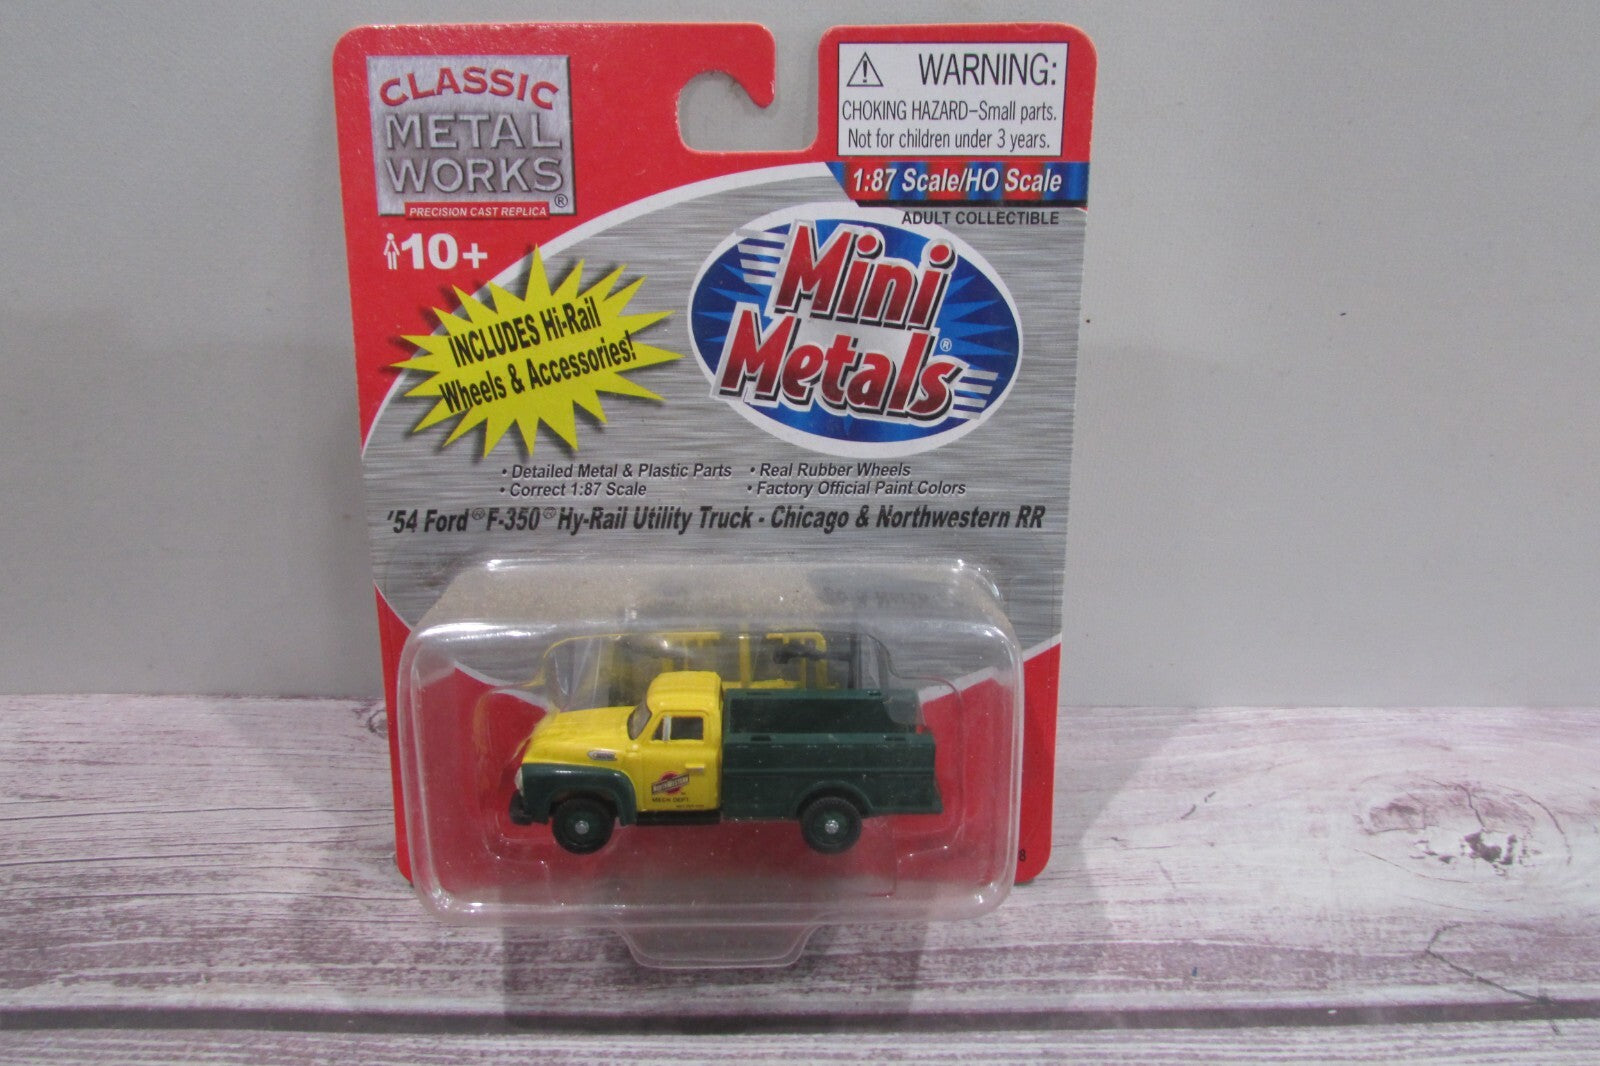 CLASSIC
METAL
WORKS®
PRECISION CAST REPLICA
10+
WARNING:
CHOKING HAZARD–Small parts.
Not for children under 3 years.
1:87 Scale/HO Scale
ADULT COLLECTIBLE
Mini
Metals®
INCLUDES Hi-Rail
Wheels & Accessories!
• Detailed Metal & Plastic Parts
• Correct 1:87 Scale
• Real Rubber Wheels
• Factory Official Paint Colors
'54 Ford® F-350® Hy-Rail Utility Truck - Chicago & Northwestern RR
NORTH WESTERN
MECH. DEPT.
8